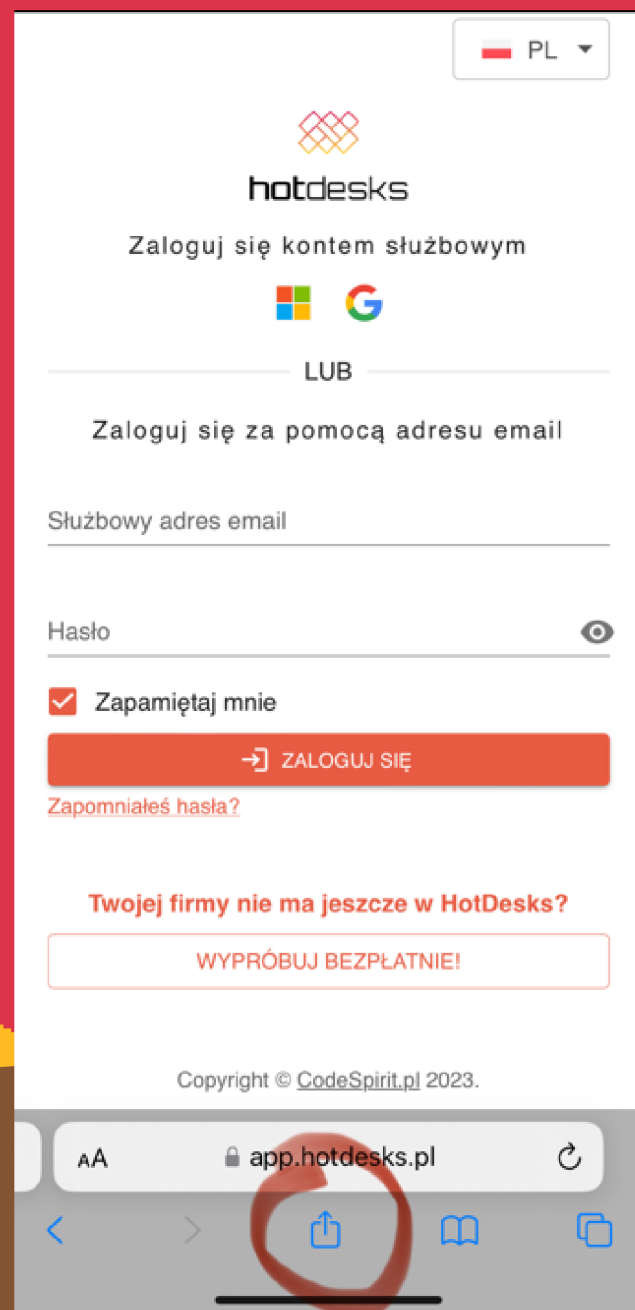 PL
hotdesks
Zaloguj się kontem służbowym
LUB
Zaloguj się za pomocą adresu email
Służbowy adres email
Hasło
Zapamiętaj mnie
ZALOGUJ SIĘ
Zapomniałeś hasła?
Twojej firmy nie ma jeszcze w HotDesks?
WYPRÓBUJ BEZPŁATNIE!
Copyright © CodeSpirit.pl 2023.
AA app.hotdesks.pl